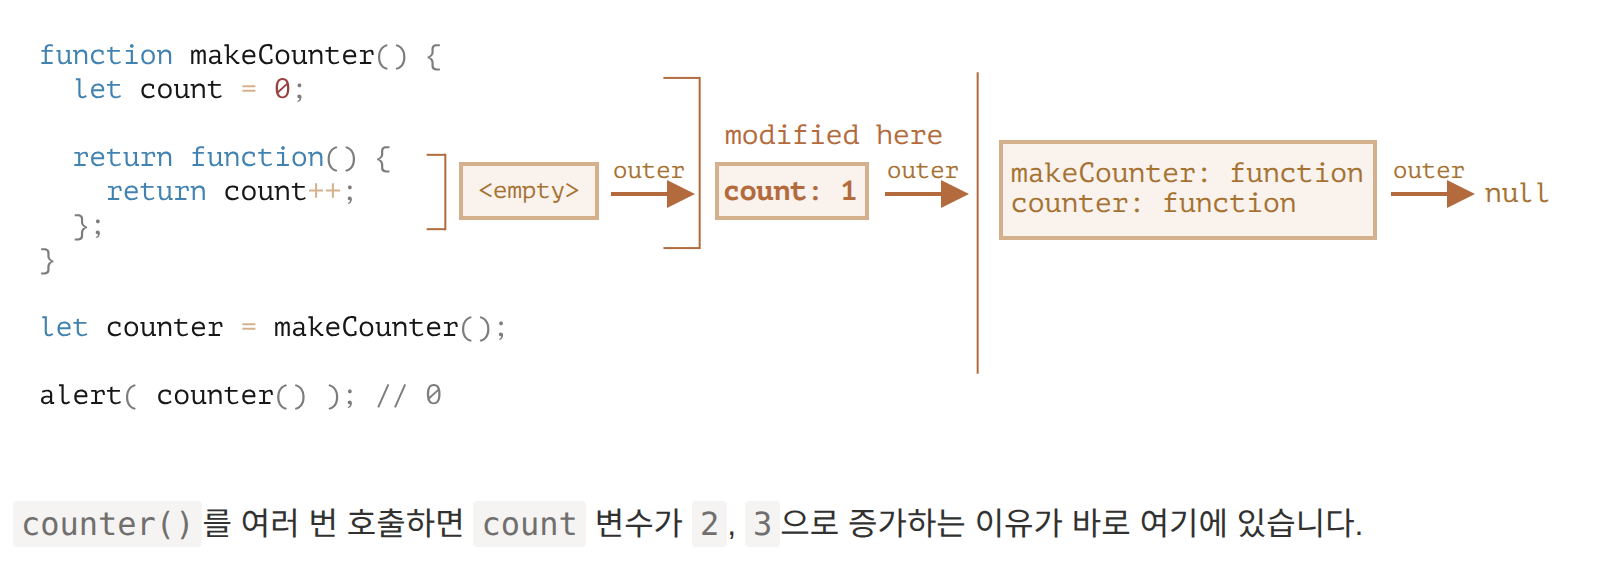 function makeCounter() {
let count = 0;
return function() {
return count++;
};
}
let counter = makeCounter();
alert( counter() ); // 0
<empty>
outer
modified here
count: 1
outer
makeCounter: function
counter: function
outer
null
counter()를 여러 번 호출하면 count 변수가 2, 3으로 증가하는 이유가 바로 여기에 있습니다.